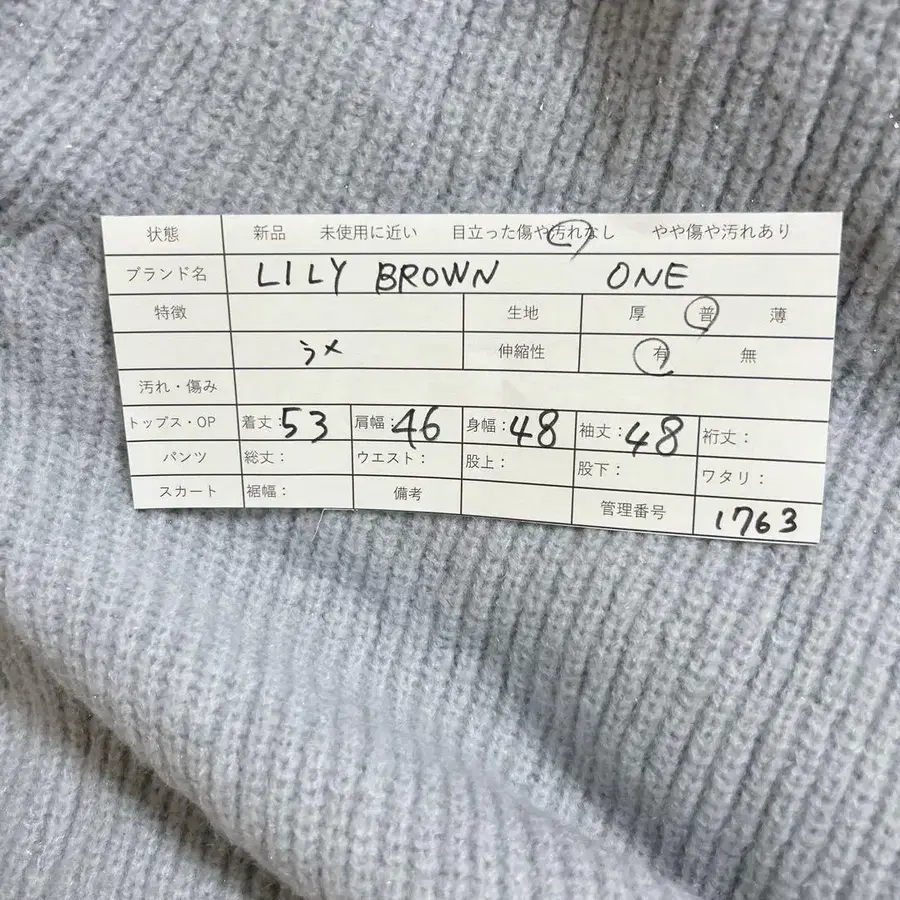 状態 新品 未使用に近い 目立った傷や汚れなし やや傷や汚れあり
ブランド名 LILY BROWN ONE
特徴 生地 厚 普 薄
ラメ 伸縮性 有 無
汚れ・傷み
トップス・OP 着丈：53 肩幅：46 身幅：48 袖丈：48 裄丈：
パンツ 総丈： ウエスト： 股上： 股下： ワタリ：
スカート 裾幅： 備考 管理番号 1763